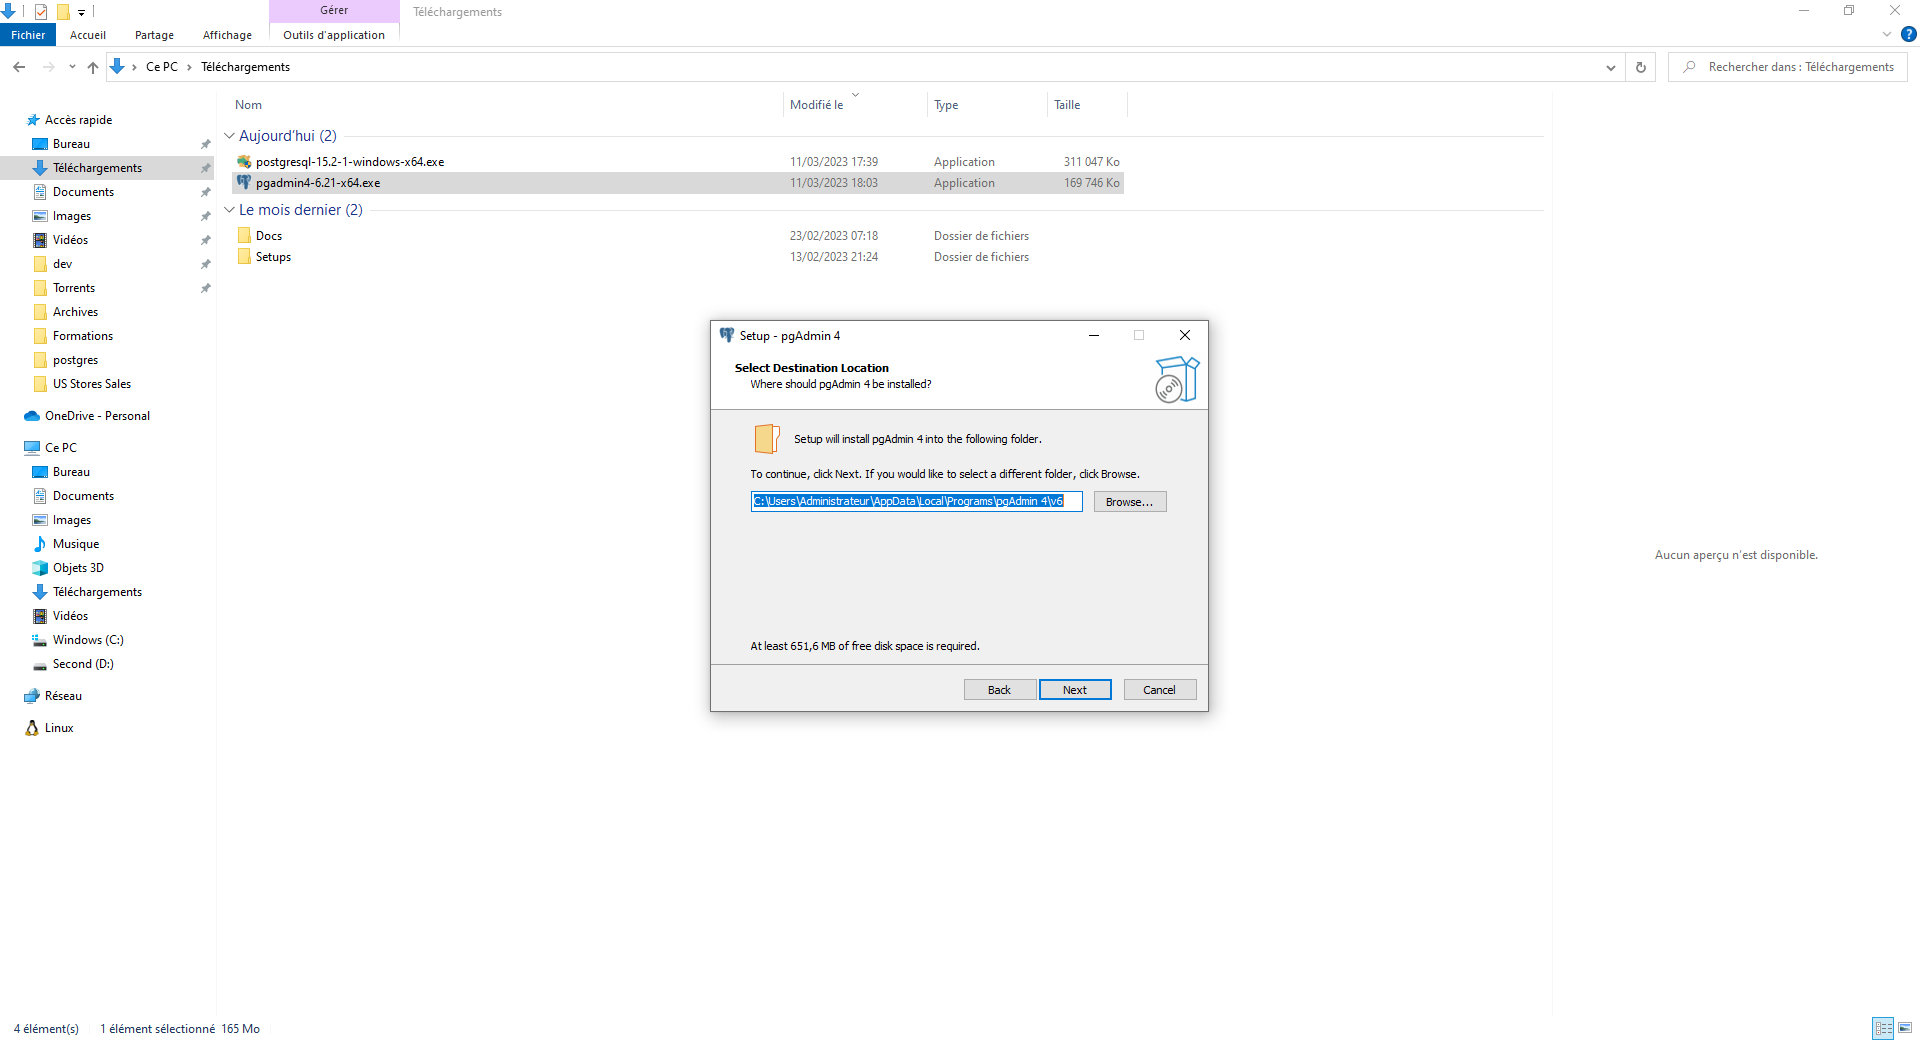 Gérer
Téléchargements
Fichier
Accueil
Partage
Affichage
Outils d'application
?
Ce PC
Téléchargements
Rechercher dans : Téléchargements
Nom
Modifié le
Type
Taille
Accès rapide
Bureau
Téléchargements
Documents
Images
Vidéos
dev
Torrents
Archives
Formations
postgres
US Stores Sales
OneDrive - Personal
Ce PC
Bureau
Documents
Images
Musique
Objets 3D
Téléchargements
Vidéos
Windows (C:)
Second (D:)
Réseau
Linux
Aujourd'hui (2)
postgresql-15.2-1-windows-x64.exe 11/03/2023 17:39 Application 311 047 Ko
pgadmin4-6.21-x64.exe 11/03/2023 18:03 Application 169 746 Ko
Le mois dernier (2)
Docs 23/02/2023 07:18 Dossier de fichiers
Setups 13/02/2023 21:24 Dossier de fichiers
Setup - pgAdmin 4
Select Destination Location
Where should pgAdmin 4 be installed?
Setup will install pgAdmin 4 into the following folder.
To continue, click Next. If you would like to select a different folder, click Browse.
C:\Users\Administrateur\AppData\Local\Programs\pgAdmin 4\v6
Browse...
At least 651,6 MB of free disk space is required.
Back
Next
Cancel
Aucun aperçu n'est disponible.
4 élément(s)
1 élément sélectionné 165 Mo